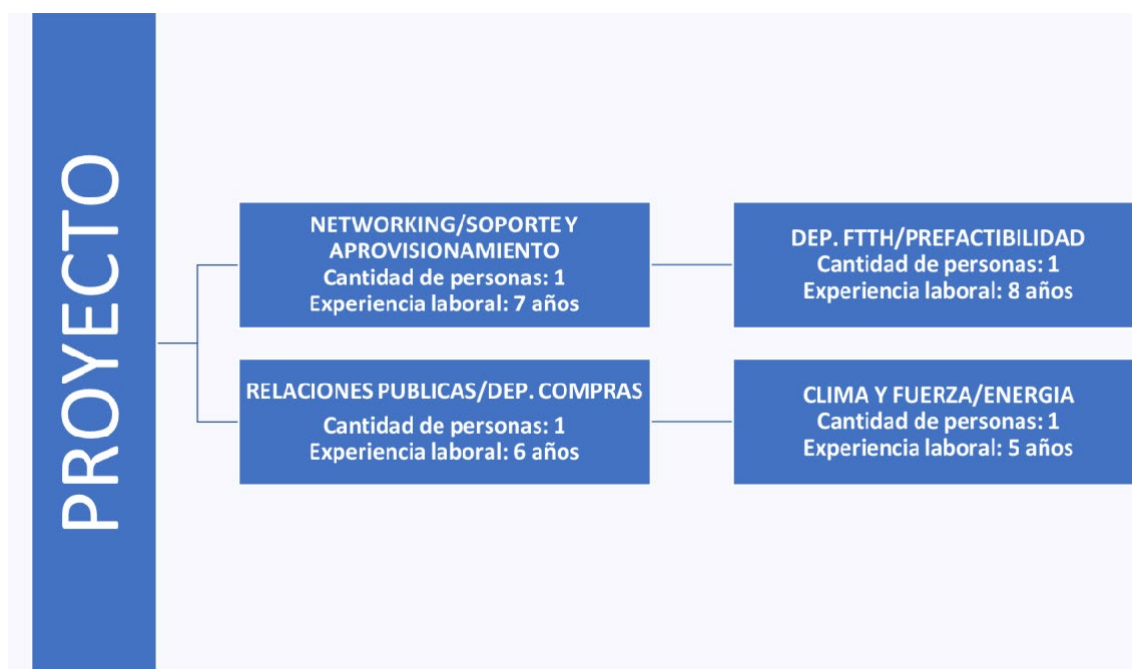 PROYECTO
NETWORKING/SOPORTE Y
APROVISIONAMIENTO
Cantidad de personas: 1
Experiencia laboral: 7 años
DEP. FTTH/PREFACTIBILIDAD
Cantidad de personas: 1
Experiencia laboral: 8 años
RELACIONES PUBLICAS/DEP. COMPRAS
Cantidad de personas: 1
Experiencia laboral: 6 años
CLIMA Y FUERZA/ENERGIA
Cantidad de personas: 1
Experiencia laboral: 5 años